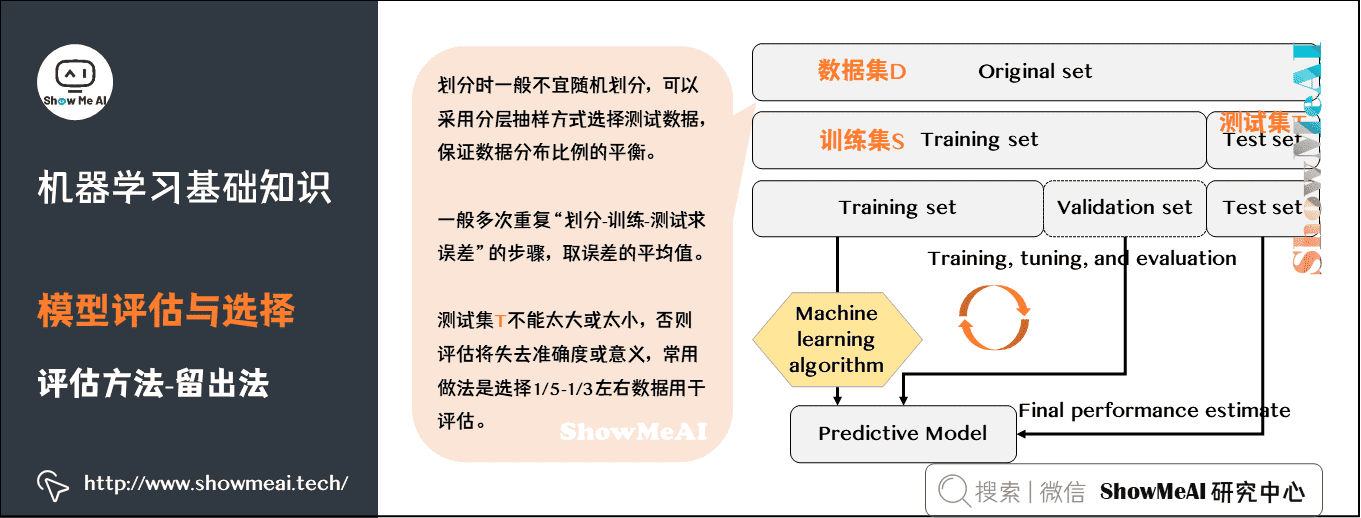 Show Me AI
机器学习基础知识
模型评估与选择
评估方法-留出法
http://www.showmeai.tech/
划分时一般不宜随机划分，可以
采用分层抽样方式选择测试数据，
保证数据分布比例的平衡。
一般多次重复“划分-训练-测试求
误差”的步骤，取误差的平均值。
测试集T不能太大或太小，否则
评估将失去准确度或意义，常用
做法是选择1/5-1/3左右数据用于
评估。
ShowMeAI
数据集D Original set
训练集S Training set
测试集T
Test set
Training set Validation set Test set
Training, tuning, and evaluation
Machine
learning
algorithm
Final performance estimate
Predictive Model
ShowMeAI
搜索 | 微信 ShowMeAI 研究中心